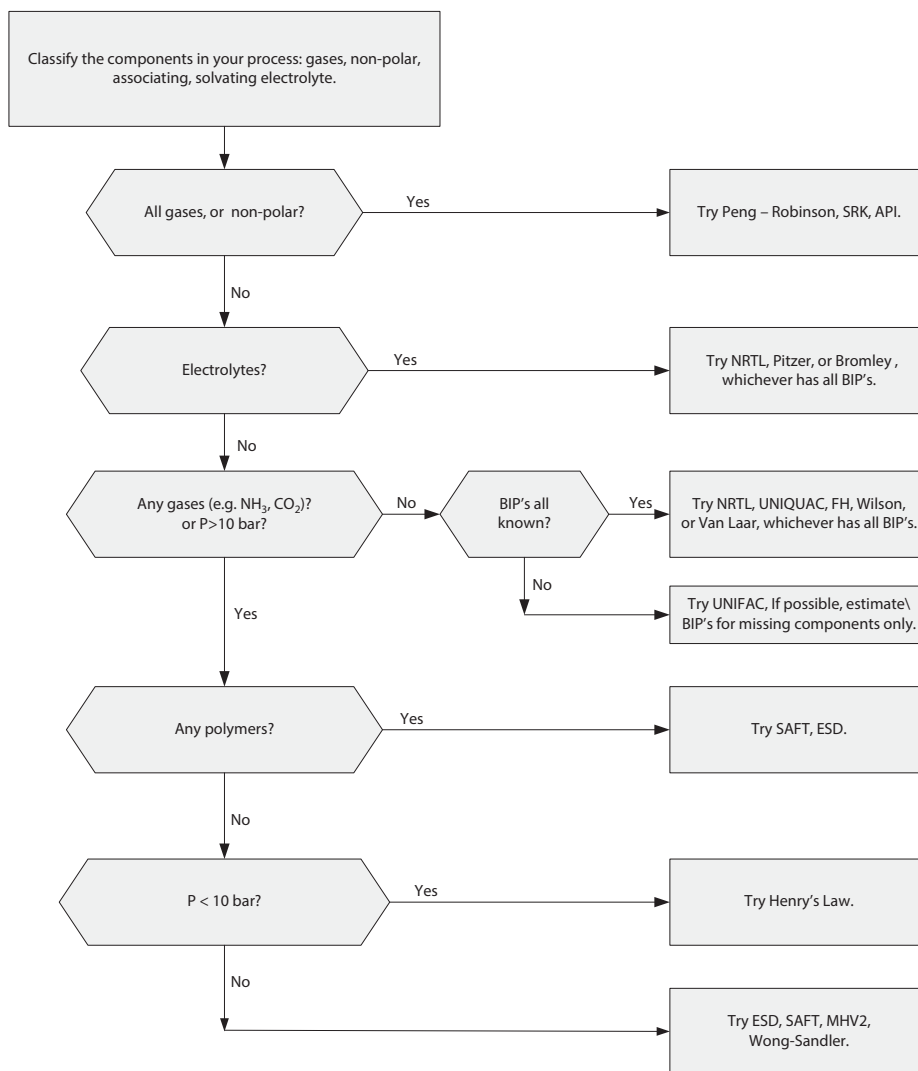 Classify the components in your process: gases, non-polar,
associating, solvating electrolyte.
All gases, or non-polar?
Yes
Try Peng – Robinson, SRK, API.
No
Electrolytes?
Yes
Try NRTL, Pitzer, or Bromley ,
whichever has all BIP's.
No
Any gases (e.g. NH₃, CO₂)?
or P>10 bar?
No
BIP's all
known?
Yes
Try NRTL, UNIQUAC, FH, Wilson,
or Van Laar, whichever has all BIP's.
No
Try UNIFAC, If possible, estimate\
BIP's for missing components only.
Yes
Any polymers?
Yes
Try SAFT, ESD.
No
P < 10 bar?
Yes
Try Henry's Law.
No
Try ESD, SAFT, MHV2,
Wong-Sandler.